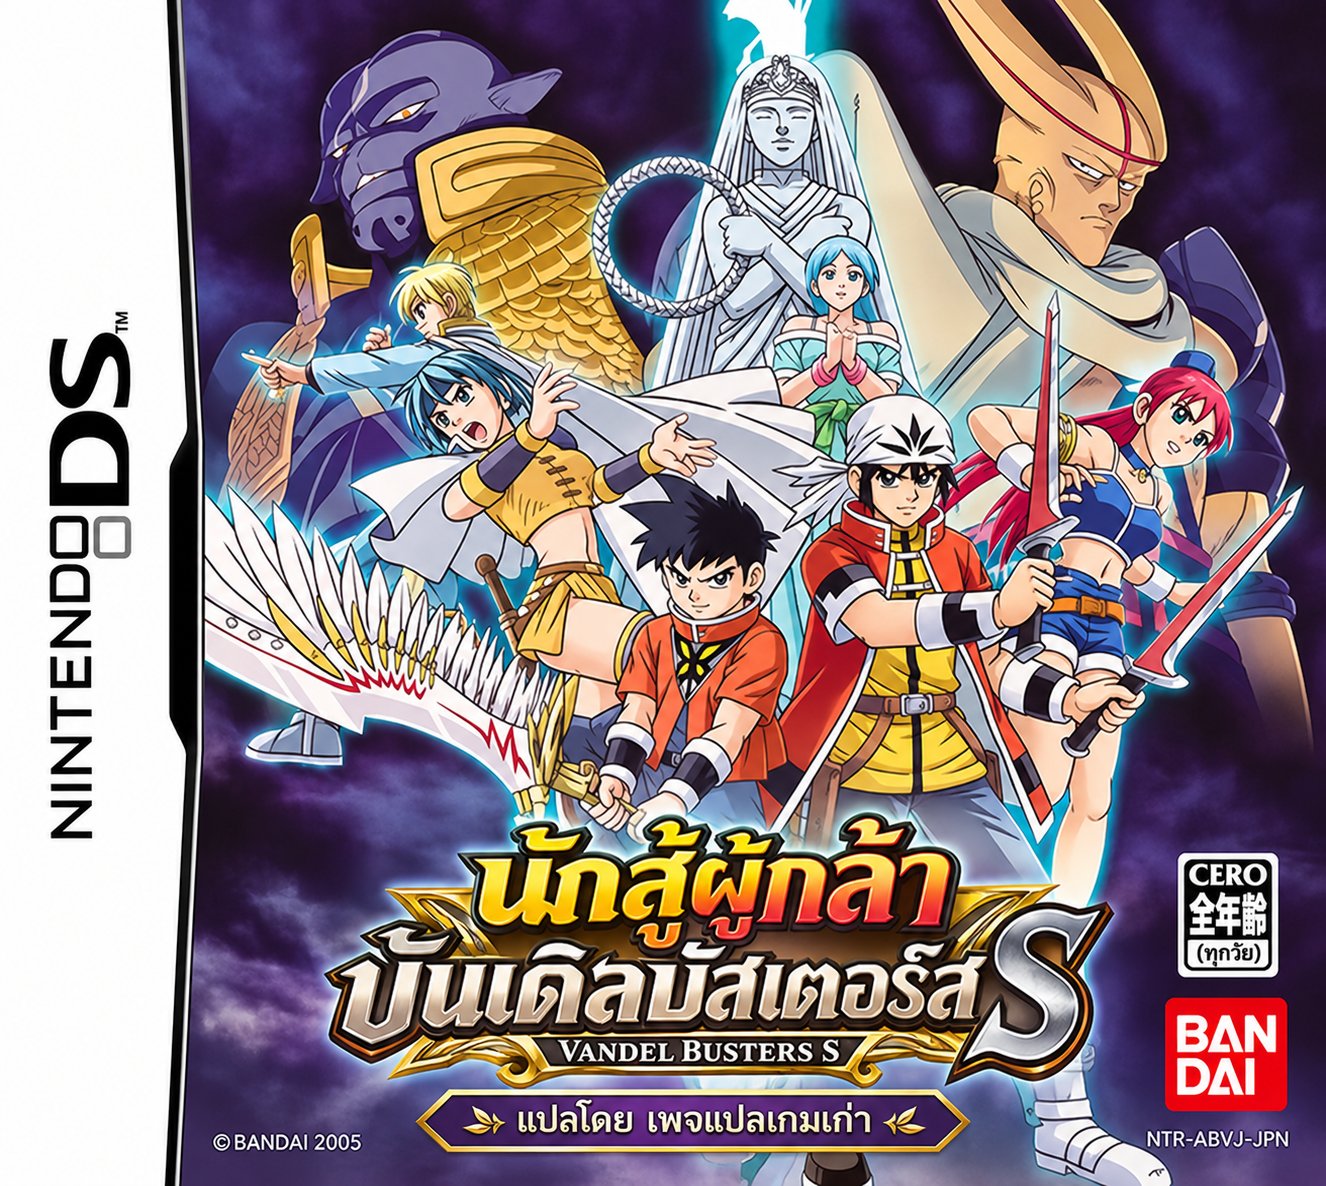 NINTENDO DS™
นักสู้ผู้กล้า
บันเดิลบัสเตอร์ส S
VANDEL BUSTERS S
แปลโดย เพจแปลเกมเก่า
© BANDAI 2005
CERO
全年齢
(ทุกวัย)
BAN
DAI
NTR-ABVJ-JPN